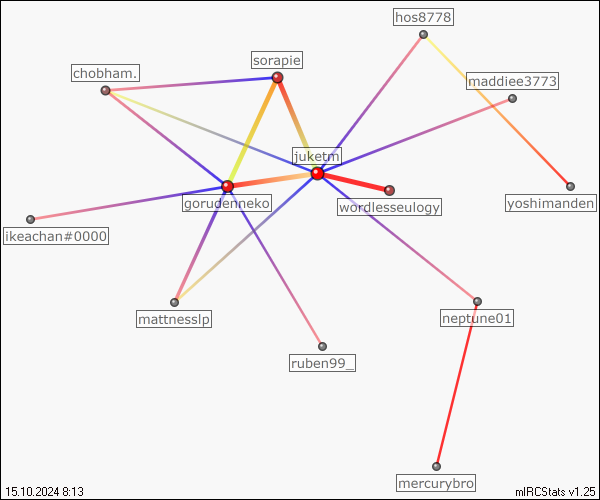 hos8778
sorapie
chobham.
maddiee3773
juketm
gorudenneko
wordlesseulogy
yoshimanden
ikeachan#0000
mattnesslp
neptune01
ruben99_
mercurybro
15.10.2024 8:13
mIRCStats v1.25